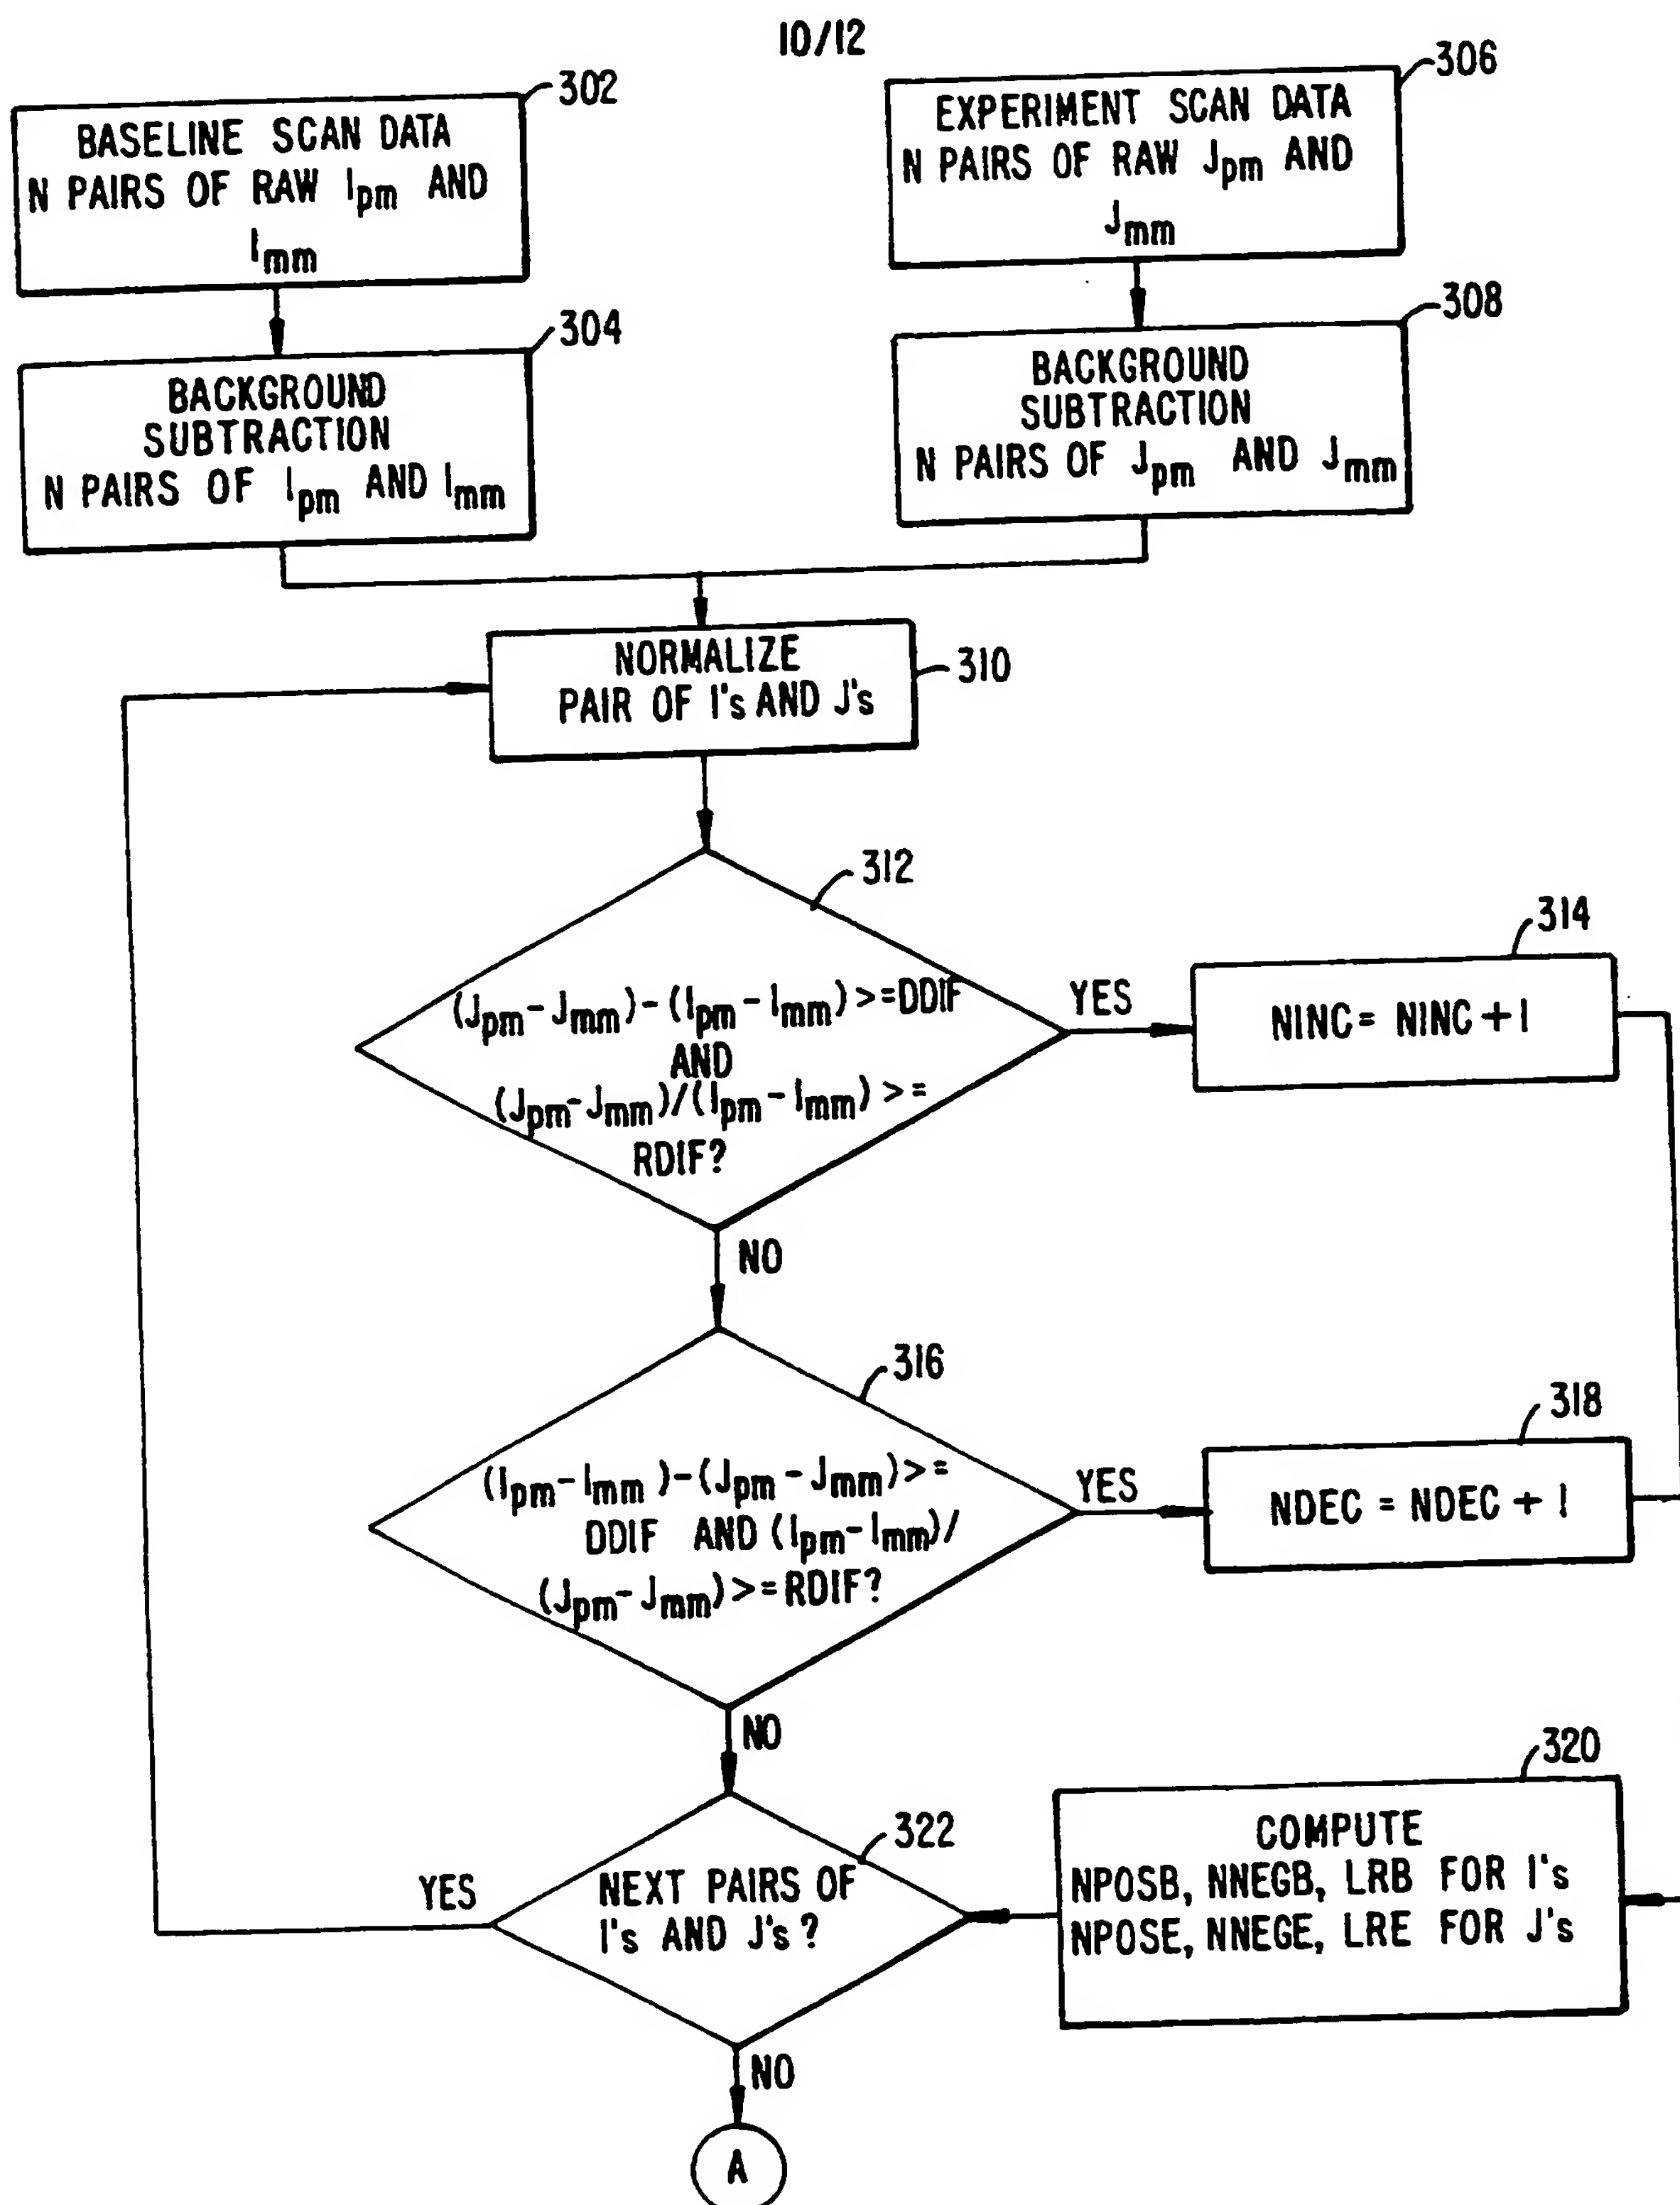 10/12
302
BASELINE SCAN DATA
N PAIRS OF RAW Ipm AND
Imm
306
EXPERIMENT SCAN DATA
N PAIRS OF RAW Jpm AND
Jmm
304
BACKGROUND
SUBTRACTION
N PAIRS OF Ipm AND Imm
308
BACKGROUND
SUBTRACTION
N PAIRS OF Jpm AND Jmm
NORMALIZE
PAIR OF I's AND J's
310
312
(Jpm-Jmm)-(Ipm-Imm)>=DDIF
AND
(Jpm-Jmm)/(Ipm-Imm)>=
RDIF?
YES
314
NINC=NINC+1
NO
316
(Ipm-Imm)-(Jpm-Jmm)>=
DDIF AND (Ipm-Imm)/
(Jpm-Jmm)>=RDIF?
YES
318
NDEC = NDEC + 1
NO
322
NEXT PAIRS OF
I's AND J's?
YES
320
COMPUTE
NPOSB, NNEGB, LRB FOR I's
NPOSE, NNEGE, LRE FOR J's
NO
A